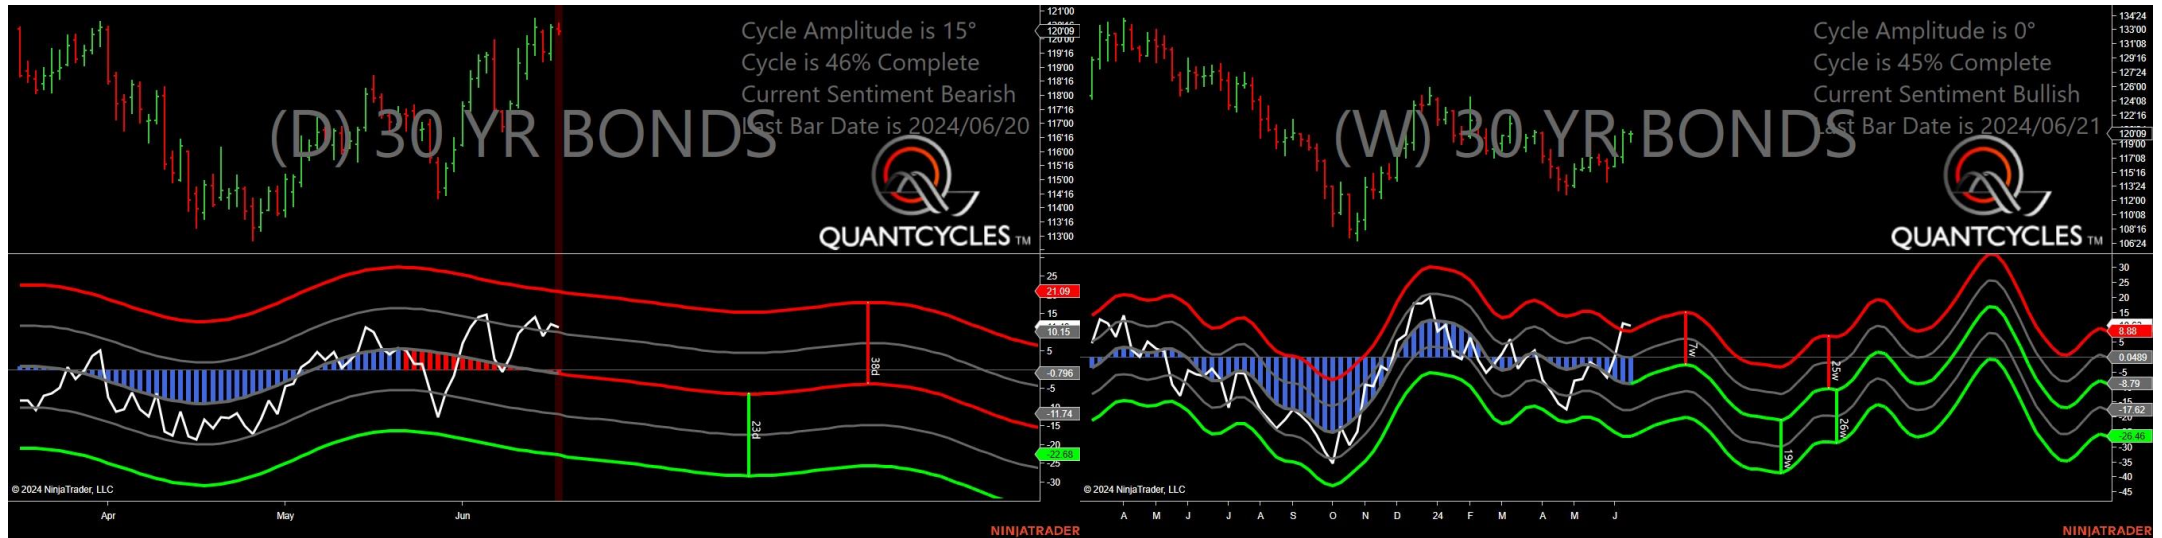 Cycle Amplitude is 15°
Cycle is 46% Complete
Current Sentiment Bearish
Last Bar Date is 2024/06/20
(D) 30 YR BONDS
QUANTCYCLES TM
121'00
120'09
120'00
119'16
119'00
118'16
118'00
117'16
117'00
116'16
116'00
115'16
115'00
114'16
114'00
113'16
113'00
25
21.09
15
10.15
5
-0.796
-5
-11.74
-15
-20
-22.68
-25
-30
38d
23d
© 2024 NinjaTrader, LLC
Apr May Jun
NINJATRADER
Cycle Amplitude is 0°
Cycle is 45% Complete
Current Sentiment Bullish
Last Bar Date is 2024/06/21
(W) 30 YR BONDS
QUANTCYCLES TM
134'24
133'00
131'08
129'16
127'24
126'00
124'08
122'16
120'09
119'00
117'08
115'16
113'24
112'00
110'08
108'16
106'24
30
25
20
15
8.88
5
0.0489
-5
-8.79
-15
-17.62
-20
-26.46
-30
-35
-40
-45
7w
25w
26w
19w
© 2024 NinjaTrader, LLC
A M J J A S O N D 24 F M A M J
NINJATRADER